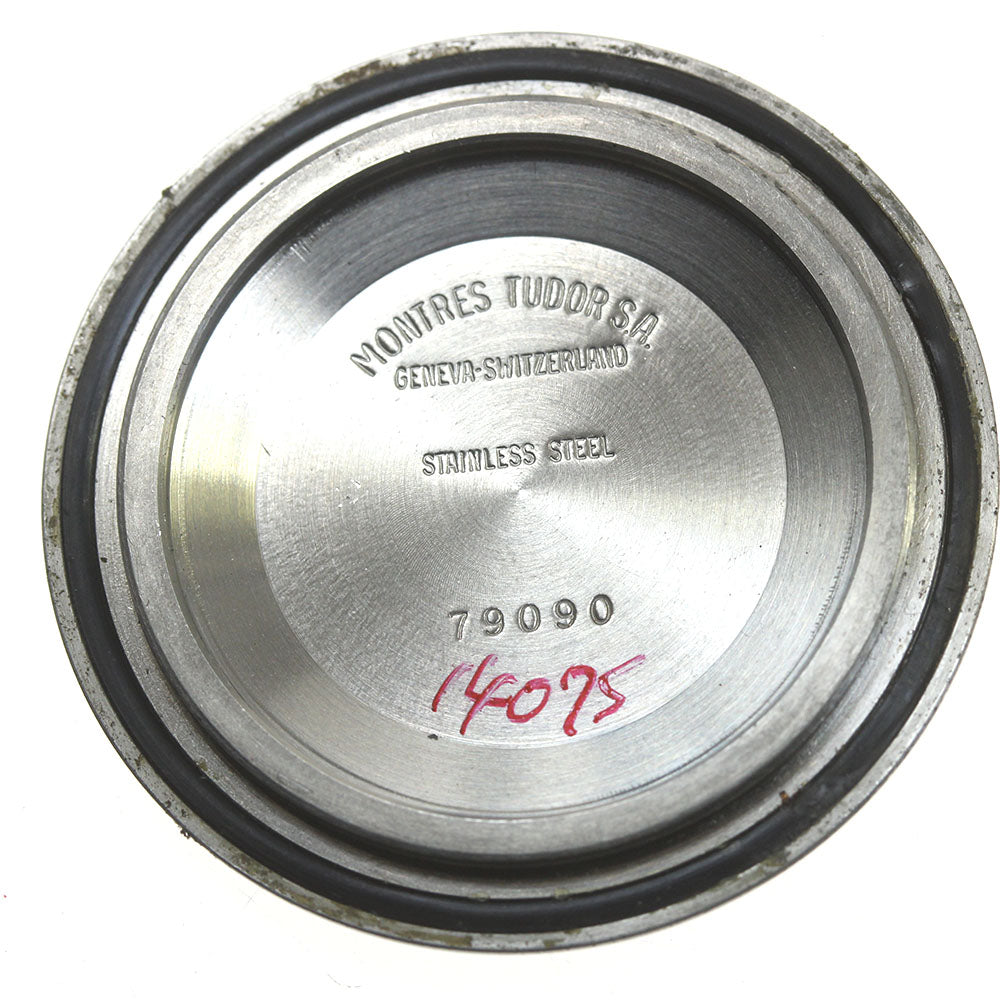 MONTRES TUDOR S.A.
GENEVA-SWITZERLAND
STAINLESS STEEL
79090
14075